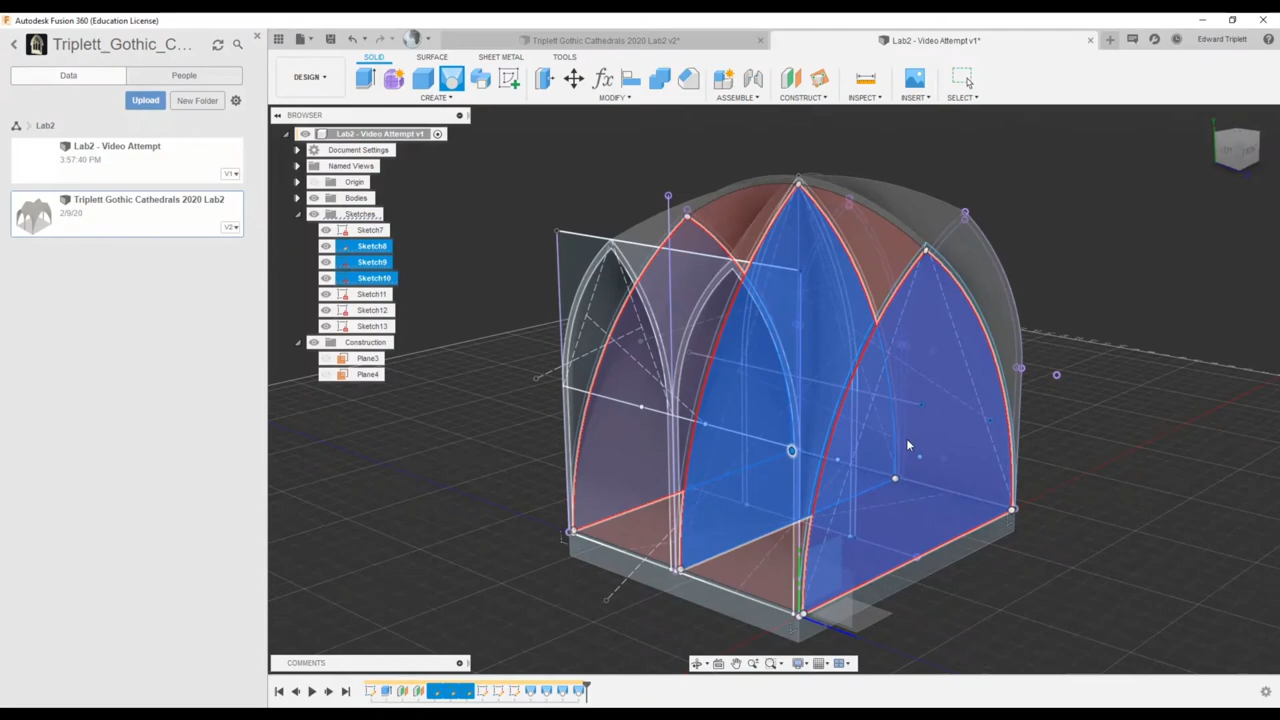 Autodesk Fusion 360 (Education License)
Triplett_Gothic_C...
Triplett Gothic Cathedrals 2020 Lab2 v2*
Lab2 - Video Attempt v1*
Edward Triplett
Data
People
Upload
New Folder
Lab2
Lab2 - Video Attempt
3:57:40 PM
V1
Triplett Gothic Cathedrals 2020 Lab2
2/9/20
V2
SOLID
SURFACE
SHEET METAL
TOOLS
DESIGN
CREATE
MODIFY
ASSEMBLE
CONSTRUCT
INSPECT
INSERT
SELECT
BROWSER
Lab2 - Video Attempt v1
Document Settings
Named Views
Origin
Bodies
Sketches
Sketch7
Sketch8
Sketch9
Sketch10
Sketch11
Sketch12
Sketch13
Construction
Plane3
Plane4
COMMENTS